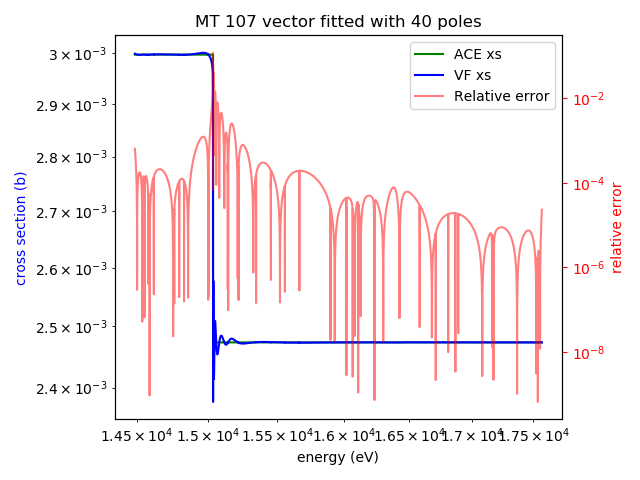 MT 107 vector fitted with 40 poles
ACE xs
VF xs
Relative error
3 × 10⁻³
2.9 × 10⁻³
2.8 × 10⁻³
2.7 × 10⁻³
2.6 × 10⁻³
2.5 × 10⁻³
2.4 × 10⁻³
cross section (b)
10⁻²
10⁻⁴
10⁻⁶
10⁻⁸
relative error
1.45 × 10⁴ 1.5 × 10⁴ 1.55 × 10⁴ 1.6 × 10⁴ 1.65 × 10⁴ 1.7 × 10⁴ 1.75 × 10⁴
energy (eV)